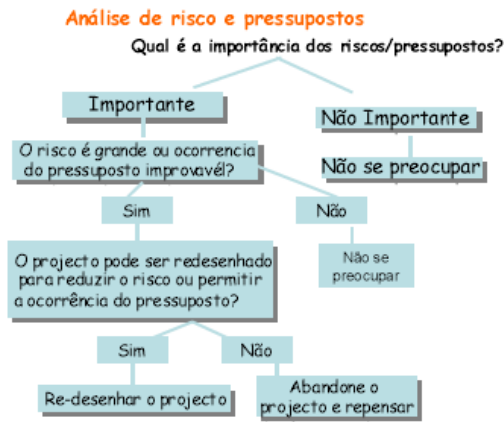 Análise de risco e pressupostos
Qual é a importância dos riscos/pressupostos?
Importante
Não Importante
O risco é grande ou ocorrencia
do pressuposto improvavél?
Não se preocupar
Sim
Não
O projecto pode ser redesenhado
para reduzir o risco ou permitir
a ocorrência do pressuposto?
Não se
preocupar
Sim
Não
Re-desenhar o projecto
Abandone o
projecto e repensar